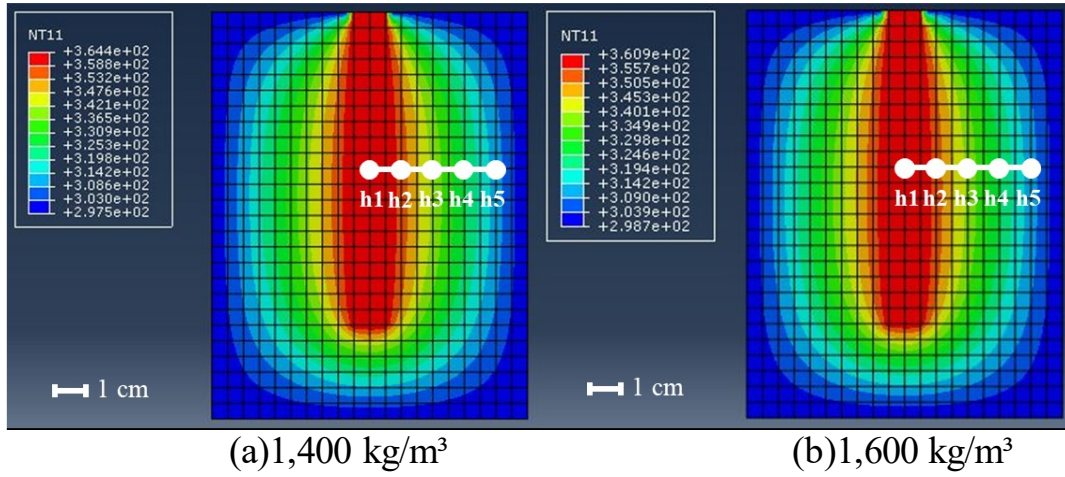 NT11
+3.644e+02
+3.588e+02
+3.532e+02
+3.476e+02
+3.421e+02
+3.365e+02
+3.309e+02
+3.253e+02
+3.198e+02
+3.142e+02
+3.086e+02
+3.030e+02
+2.975e+02
h1 h2 h3 h4 h5
1 cm
(a)1,400 kg/m³
NT11
+3.609e+02
+3.557e+02
+3.505e+02
+3.453e+02
+3.401e+02
+3.349e+02
+3.298e+02
+3.246e+02
+3.194e+02
+3.142e+02
+3.090e+02
+3.039e+02
+2.987e+02
h1 h2 h3 h4 h5
1 cm
(b)1,600 kg/m³